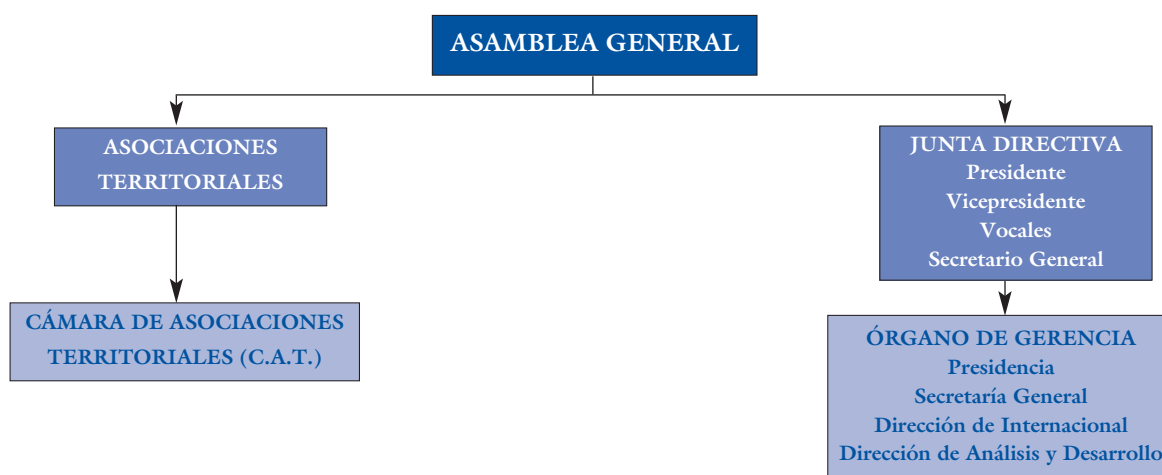 ASAMBLEA GENERAL
ASOCIACIONES
TERRITORIALES
JUNTA DIRECTIVA
Presidente
Vicepresidente
Vocales
Secretario General
CÁMARA DE ASOCIACIONES
TERRITORIALES (C.A.T.)
ÓRGANO DE GERENCIA
Presidencia
Secretaría General
Dirección de Internacional
Dirección de Análisis y Desarrollo